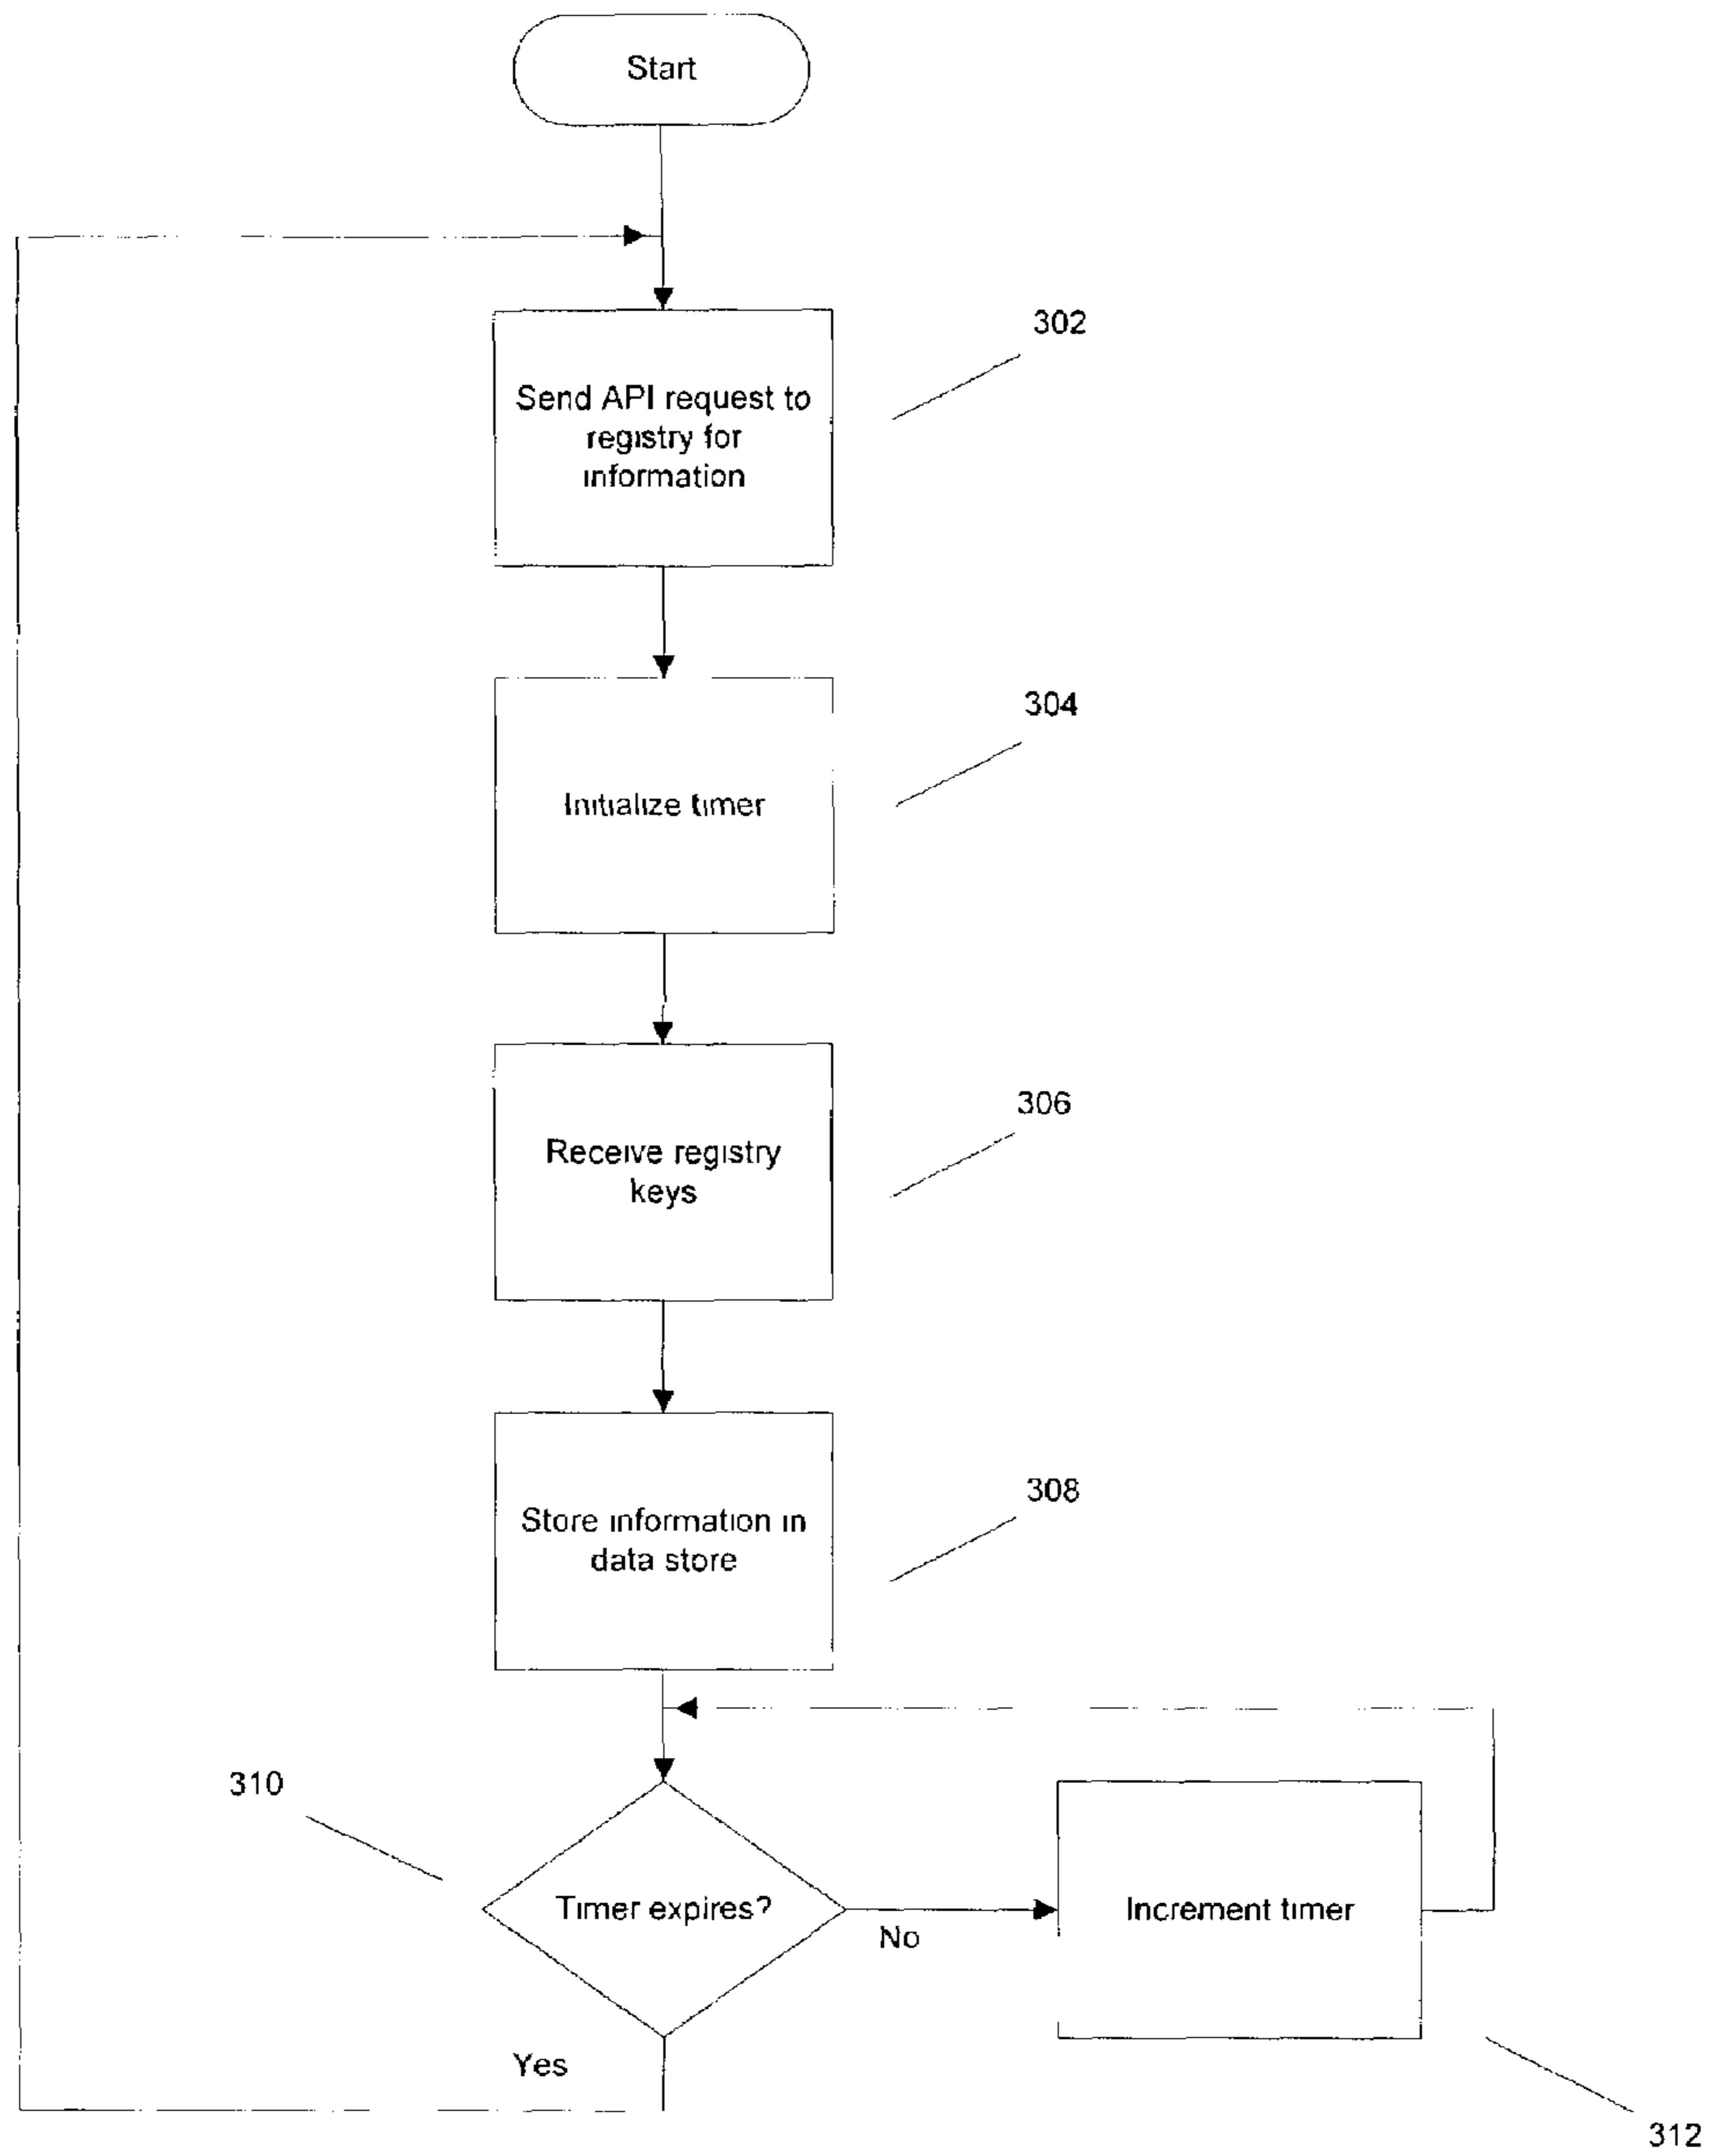 Start
302
Send API request to
registry for
information
304
Initialize timer
306
Receive registry
keys
308
Store information in
data store
310
Timer expires?
No
Increment timer
Yes
312